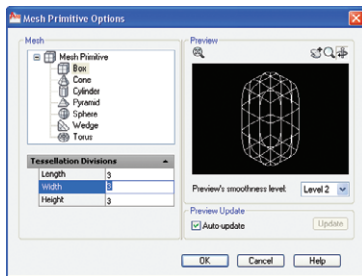 Mesh Primitive Options
Mesh
Mesh Primitive
Box
Cone
Cylinder
Pyramid
Sphere
Wedge
Torus
Tessellation Divisions
Length 3
Width 3
Height 3
Preview
Preview's smoothness level: Level 2
Preview Update
Auto-update
Update
OK Cancel Help